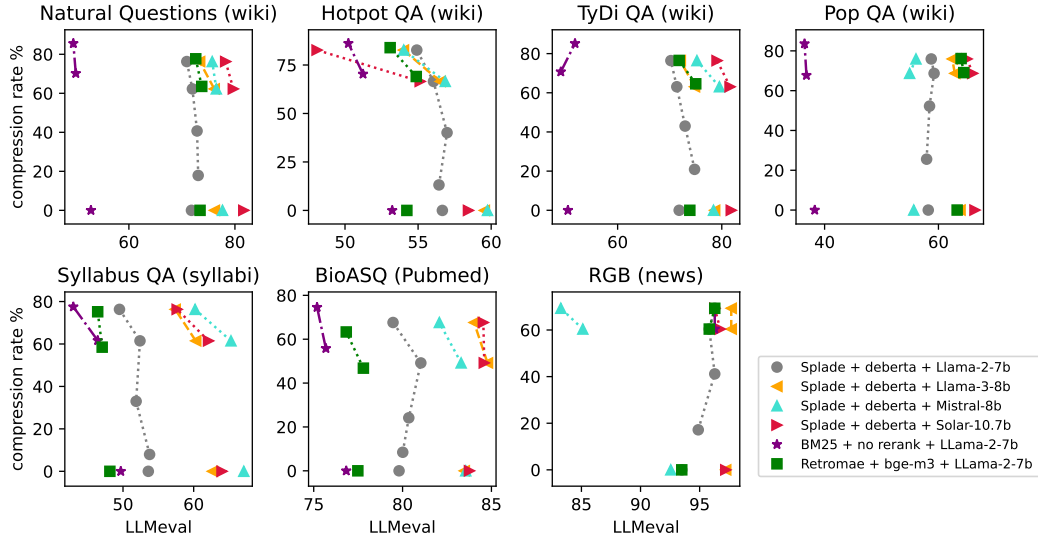 Natural Questions (wiki)
Hotpot QA (wiki)
TyDi QA (wiki)
Pop QA (wiki)
compression rate %
80
60
40
20
0
60
80
75
50
25
0
50
55
60
80
60
40
20
0
60
80
80
60
40
20
0
40
60
Syllabus QA (syllabi)
BioASQ (Pubmed)
RGB (news)
compression rate %
80
60
40
20
0
50
60
LLMeval
80
60
40
20
0
75
80
85
LLMeval
60
40
20
0
85
90
95
LLMeval
Splade + deberta + Llama-2-7b
Splade + deberta + Llama-3-8b
Splade + deberta + Mistral-8b
Splade + deberta + Solar-10.7b
BM25 + no rerank + LLama-2-7b
Retromae + bge-m3 + LLama-2-7b